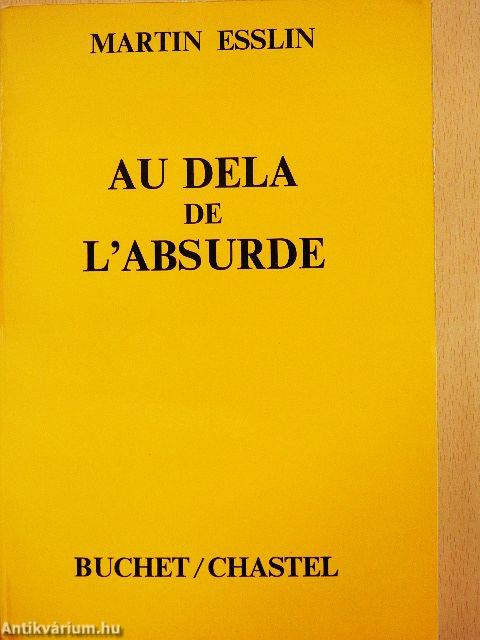 MARTIN ESSLIN
AU DELA
DE
L'ABSURDE
BUCHET/CHASTEL
Antikvárium.hu